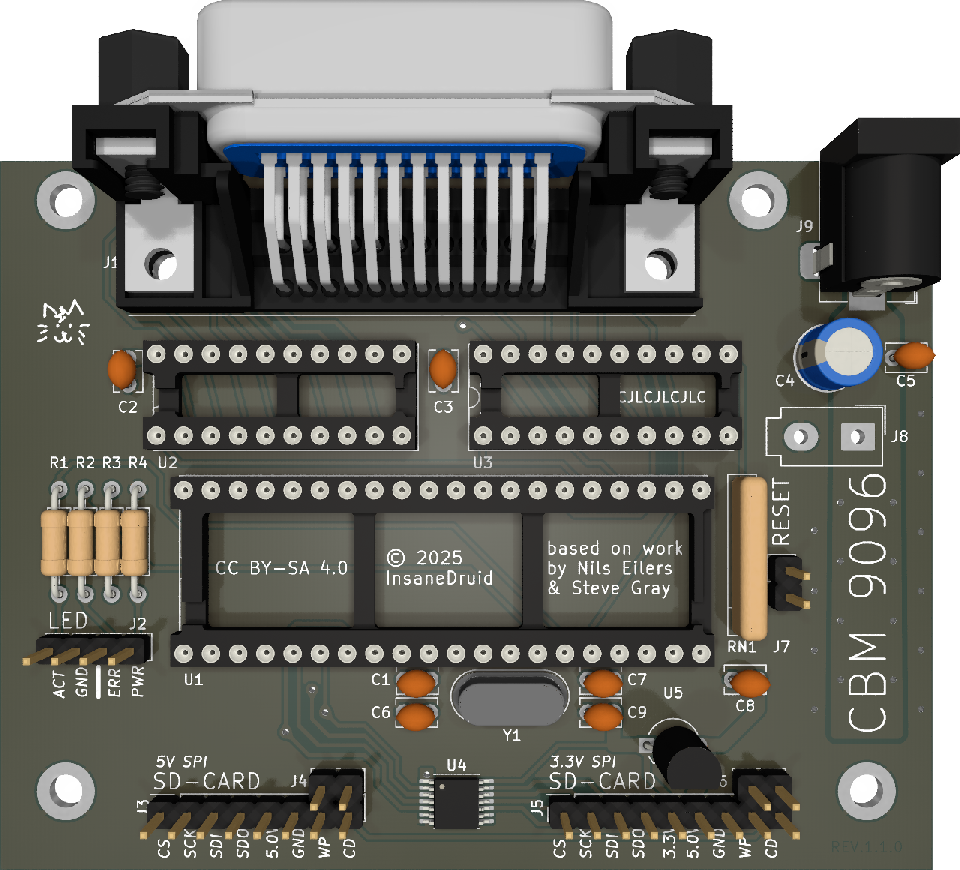 J1
J9
C2
C3
CJLCJLCJLC
C4
C5
J8
R1 R2 R3 R4
U2
U3
RESET
CC BY-SA 4.0
© 2025
InsaneDruid
based on work
by Nils Eilers
& Steve Gray
CBM 9096
LED
J2
ACT
GND
ERR
PWR
U1
C1
C6
C7
C9
RN1
J7
C8
U5
Y1
U4
5V SPI
SD-CARD
J4
J3
CS
SCK
SDI
SDO
5.0V
GND
WP
CD
3.3V SPI
SD-CARD
J5
CS
SCK
SDI
SDO
3.3V
5.0V
GND
WP
CD
REV 1.1.0